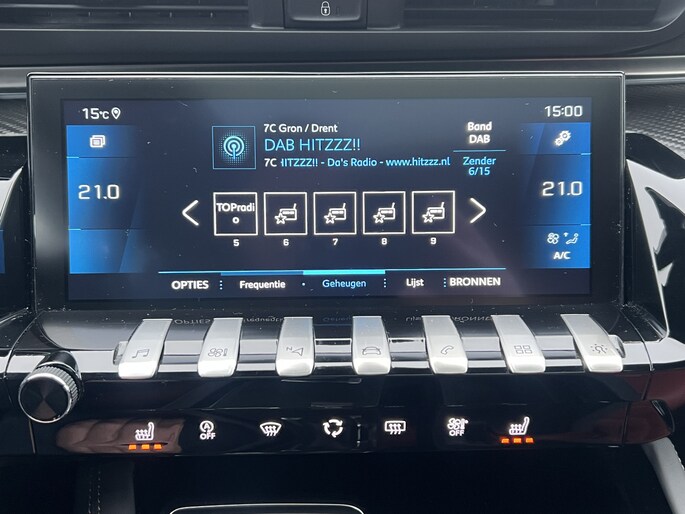 15°C
7C Gron / Drent
DAB HITZZZ!!
7C HITZZZ!! - Da's Radio - www.hitzzz.nl
Band
DAB
Zender
6/15
15:00
21.0
21.0
A/C
TOPradi
o
5
6
7
8
9
OPTIES
Frequentie
Geheugen
Lijst
BRONNEN
N
OFF
OFF